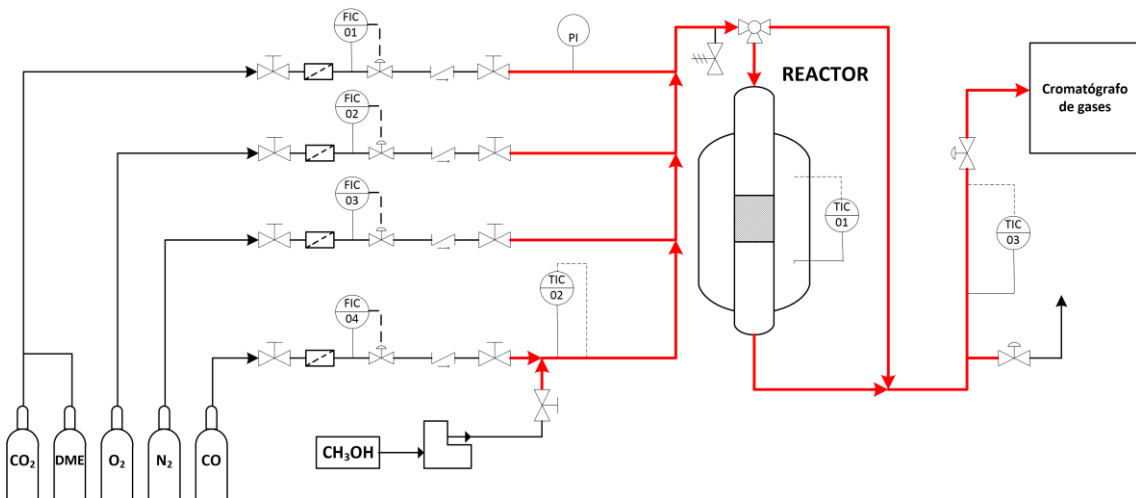 FIC
01
PI
REACTOR
Cromatógrafo
de gases
FIC
02
FIC
03
TIC
01
TIC
03
TIC
02
FIC
04
CH₃OH
CO₂
DME
O₂
N₂
CO